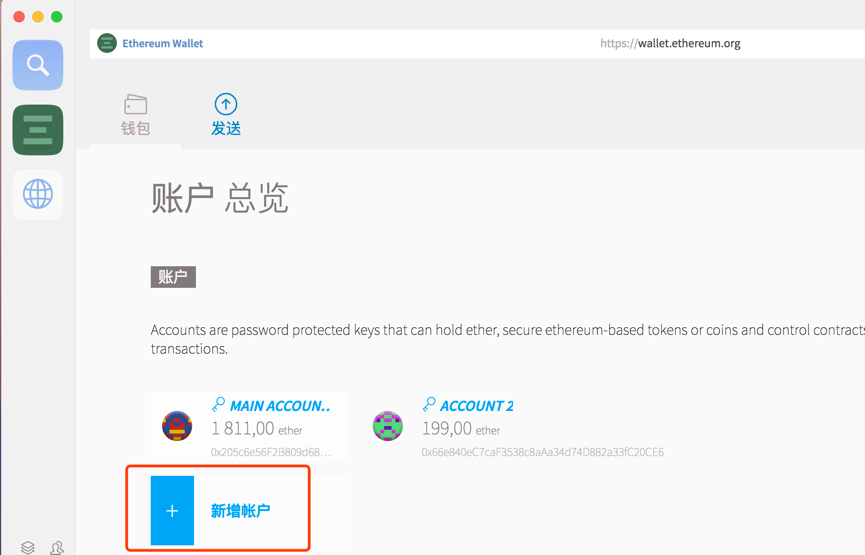 Ethereum Wallet
https://wallet.ethereum.org
钱包
发送
账户 总览
账户
Accounts are password protected keys that can hold ether, secure ethereum-based tokens or coins and control contracts
transactions.
MAIN ACCOUN..
1 811,00 ether
0x205c6e56F2B809d68...
ACCOUNT 2
199,00 ether
0x66e840eC7caF3538c8aAa34d74D882a33fC20CE6
+ 新增帐户